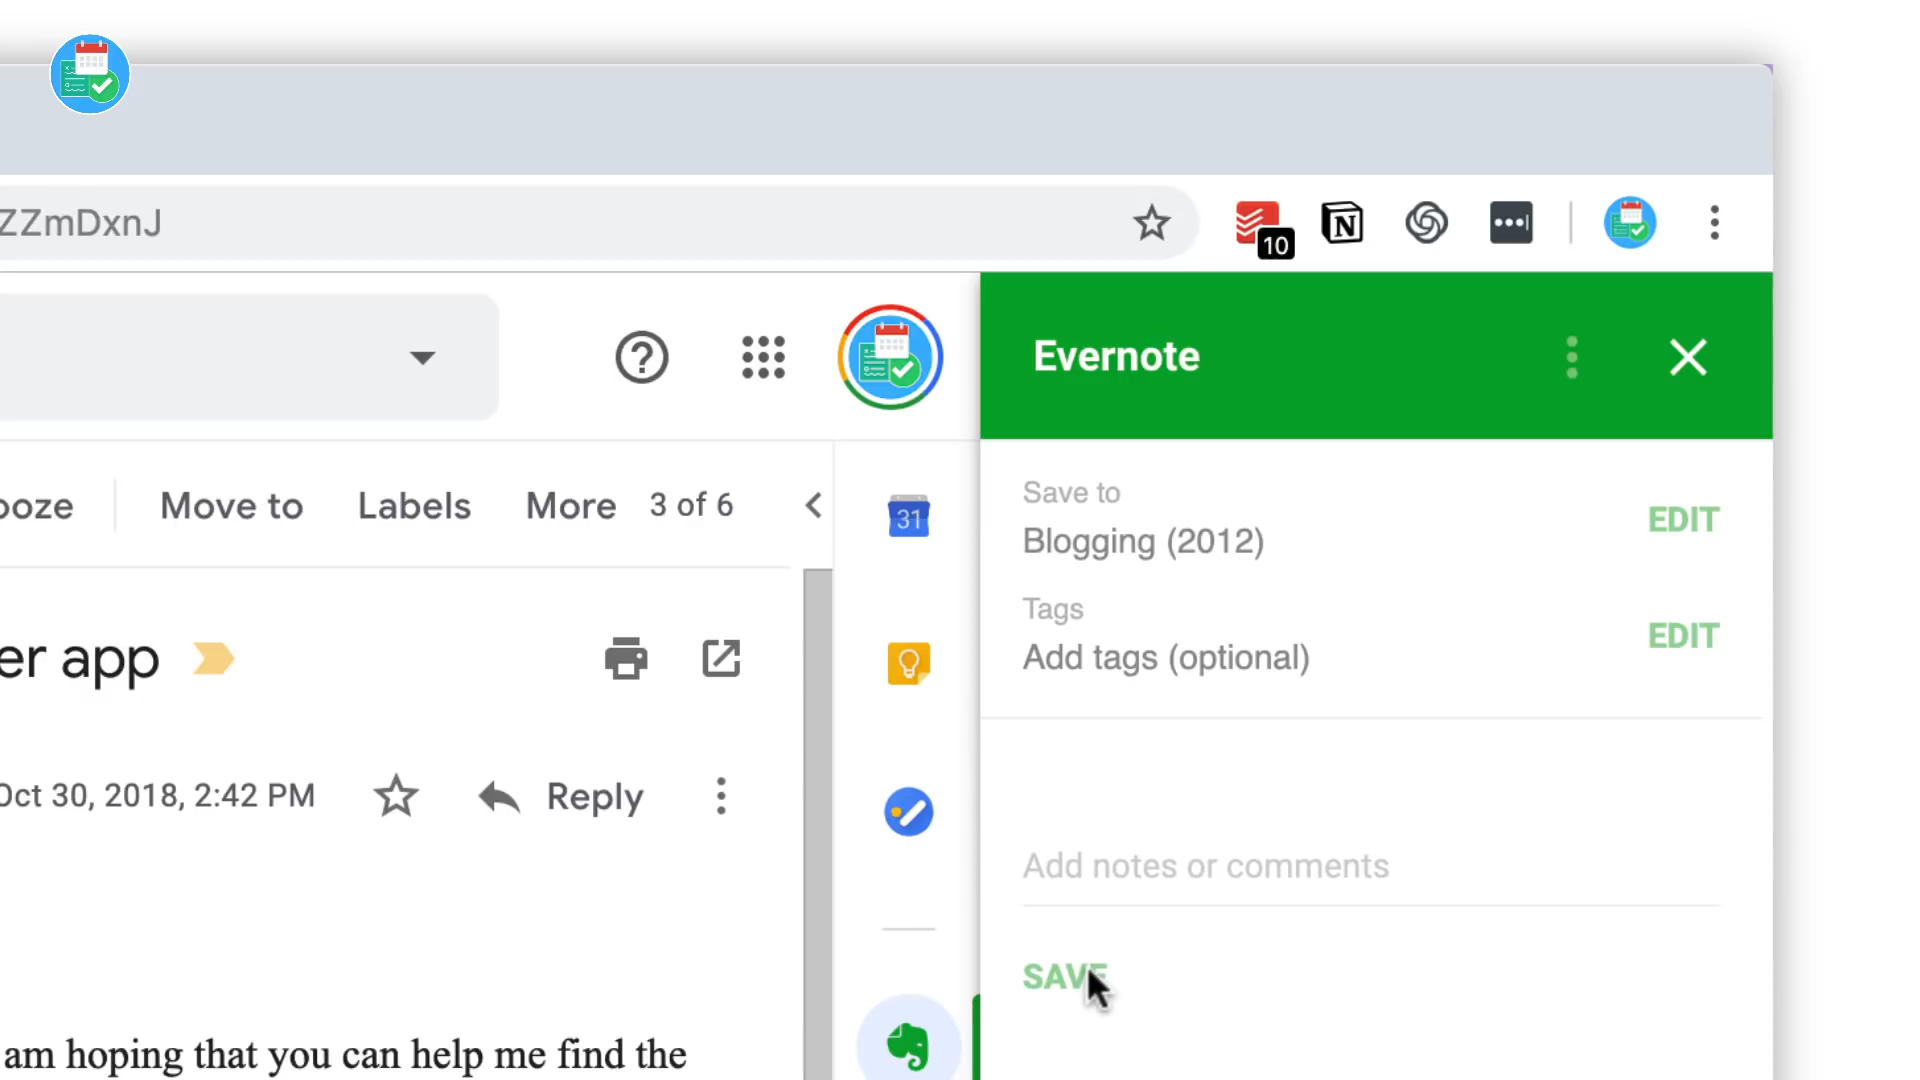 ZZmDxnJ
10
N
Evernote
ooze
Move to
Labels
More
3 of 6
31
Save to
Blogging (2012)
EDIT
Tags
Add tags (optional)
EDIT
er app
Oct 30, 2018, 2:42 PM
Reply
Add notes or comments
SAVE
am hoping that you can help me find the